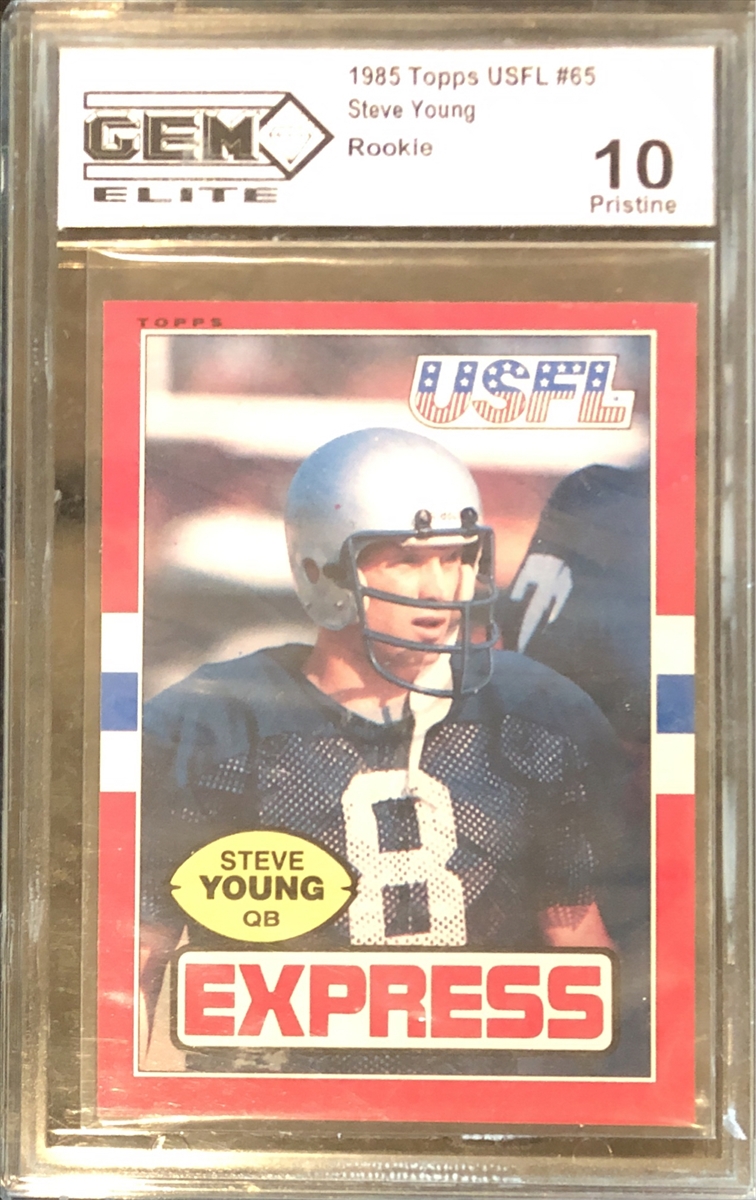 1985 Topps USFL #65
Steve Young
Rookie
GEM
ELITE
10
Pristine
TOPPS
USFL
8
STEVE
YOUNG
QB
EXPRESS